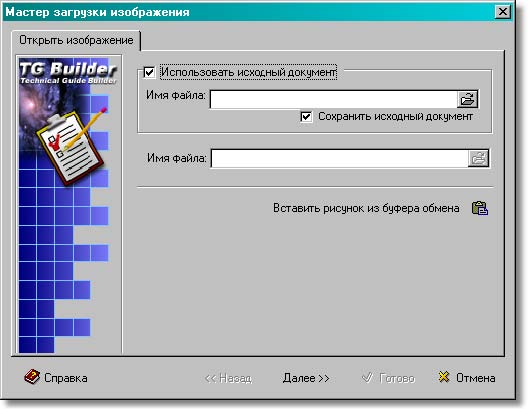 Мастер загрузки изображения
Открыть изображение
TG Builder
Technical Guide Builder
Использовать исходный документ
Имя Файла:
Сохранить исходный документ
Имя Файла:
Вставить рисунок из буфера обмена
Справка
<< Назад
Далее >>
Готово
Отмена